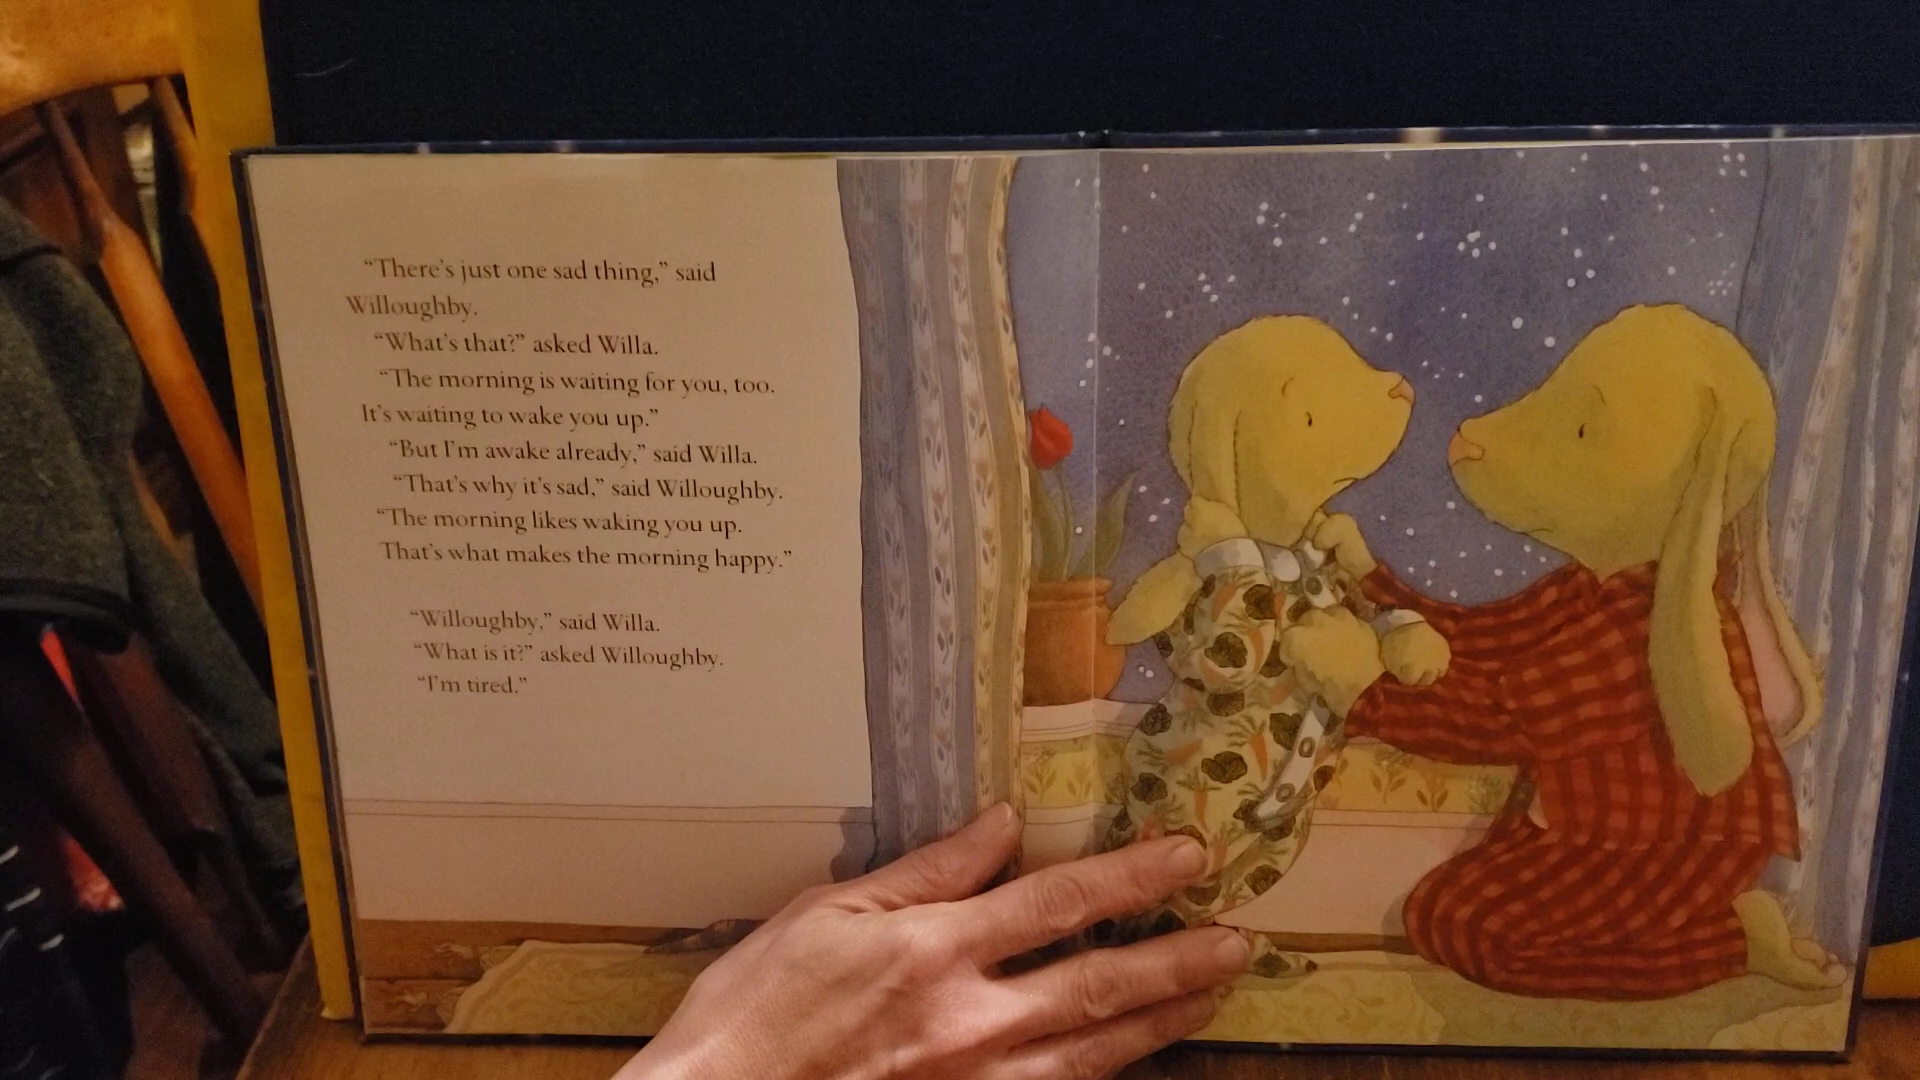 “There’s just one sad thing,” said
Willoughby.
“What’s that?” asked Willa.
“The morning is waiting for you, too.
It’s waiting to wake you up.”
“But I’m awake already,” said Willa.
“That’s why it’s sad,” said Willoughby.
“The morning likes waking you up.
That’s what makes the morning happy.”
“Willoughby,” said Willa.
“What is it?” asked Willoughby.
“I’m tired.”